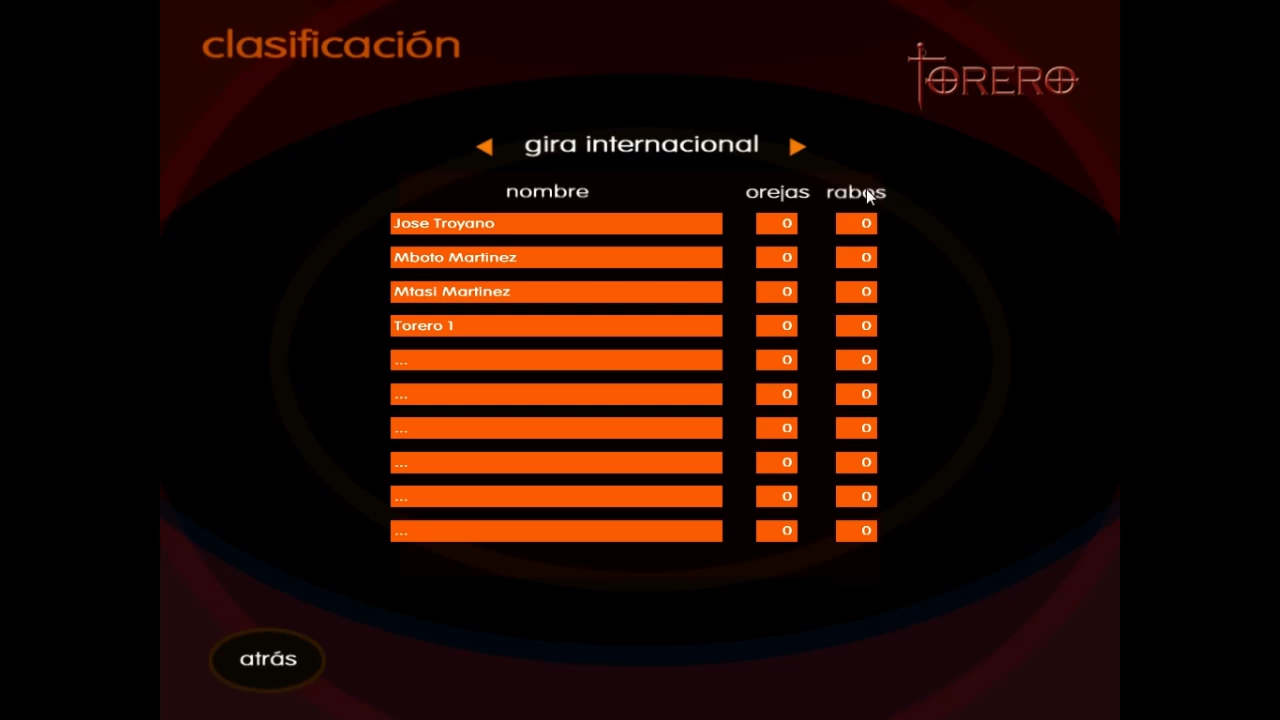 clasificación
TORERO
gira internacional
nombre orejas rabos
Jose Troyano 0 0
Mboto Martinez 0 0
Mtasi Martinez 0 0
Torero 1 0 0
... 0 0
... 0 0
... 0 0
... 0 0
... 0 0
... 0 0
atrás